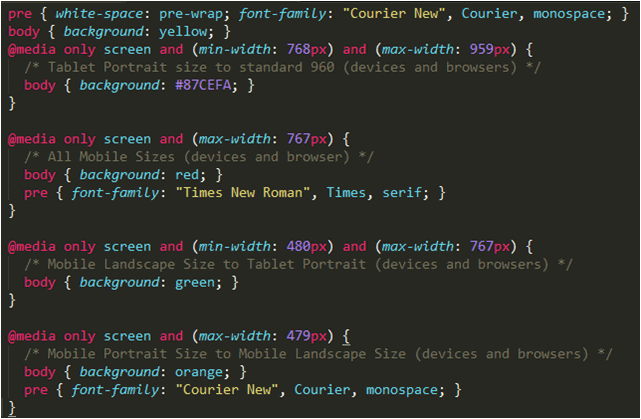 pre { white-space: pre-wrap; font-family: "Courier New", Courier, monospace; }
body { background: yellow; }
@media only screen and (min-width: 768px) and (max-width: 959px) {
  /* Tablet Portrait size to standard 960 (devices and browsers) */
  body { background: #87CEFA; }
}

@media only screen and (max-width: 767px) {
  /* All Mobile Sizes (devices and browser) */
  body { background: red; }
  pre { font-family: "Times New Roman", Times, serif; }
}

@media only screen and (min-width: 480px) and (max-width: 767px) {
  /* Mobile Landscape Size to Tablet Portrait (devices and browsers) */
  body { background: green; }
}

@media only screen and (max-width: 479px) {
  /* Mobile Portrait Size to Mobile Landscape Size (devices and browsers) */
  body { background: orange; }
  pre { font-family: "Courier New", Courier, monospace; }
}